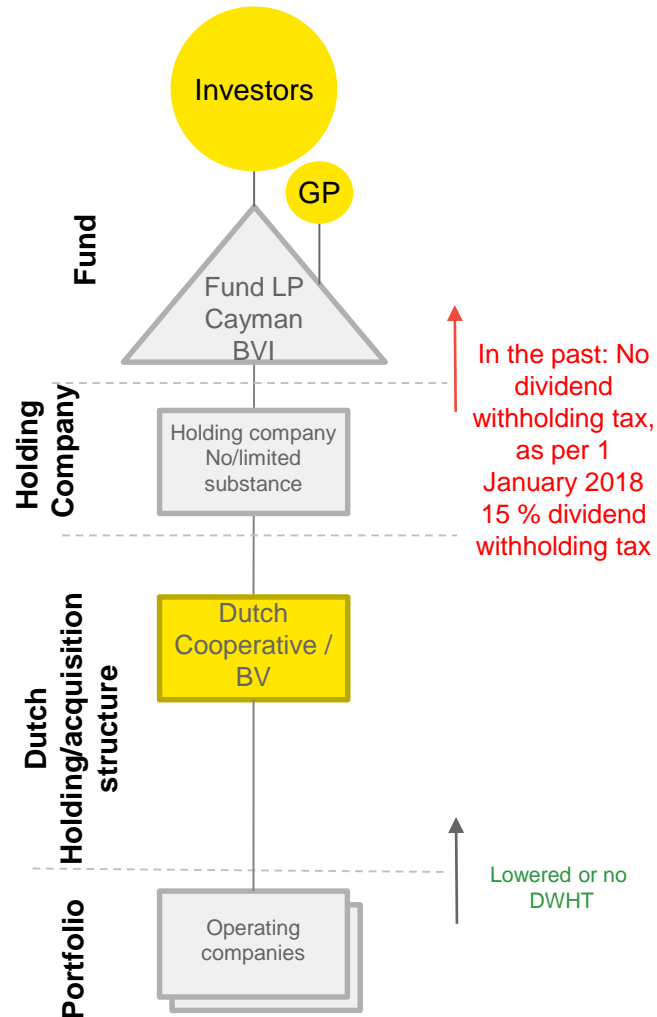 Investors
GP
Fund
Fund LP
Cayman
BVI
In the past: No
dividend
withholding tax,
as per 1
January 2018
15 % dividend
withholding tax
Holding
Company
Holding company
No/limited
substance
Dutch
Holding/acquisition
structure
Dutch
Cooperative /
BV
Lowered or no
DWHT
Portfolio
Operating
companies